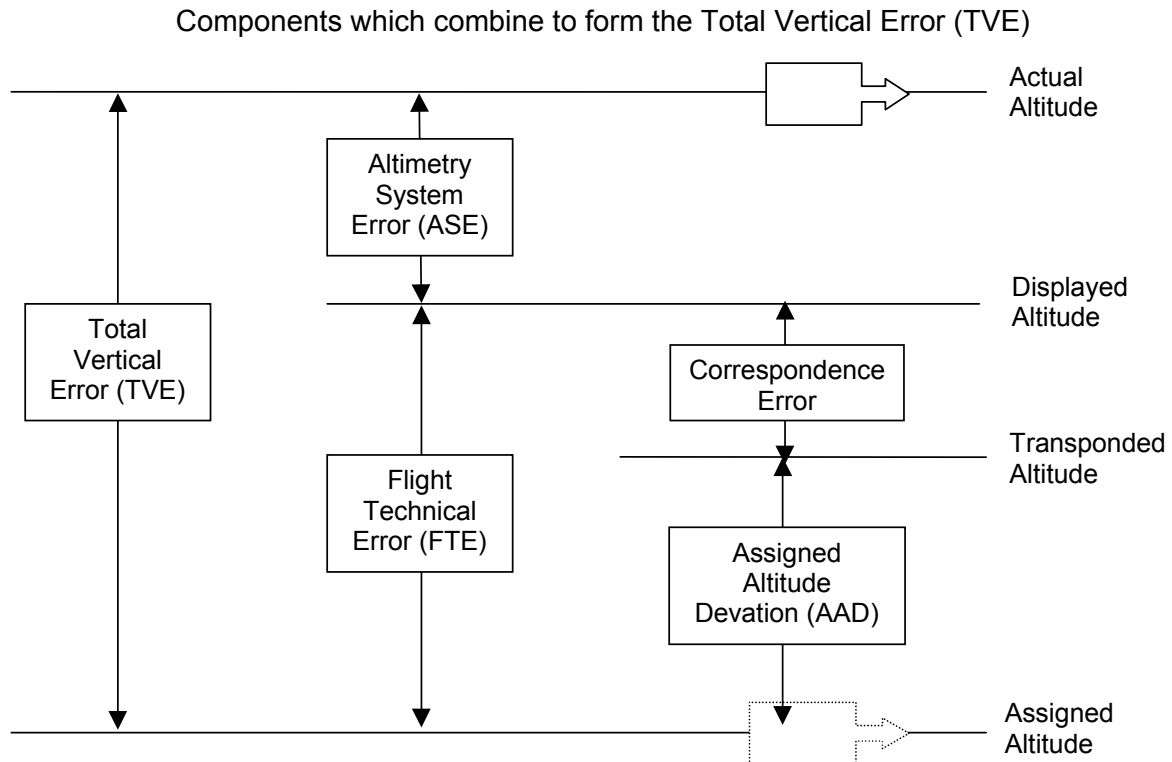 Components which combine to form the Total Vertical Error (TVE)
Actual
Altitude
Altimetry
System
Error (ASE)
Displayed
Altitude
Total
Vertical
Error (TVE)
Correspondence
Error
Transponded
Altitude
Flight
Technical
Error (FTE)
Assigned
Altitude
Devation (AAD)
Assigned
Altitude